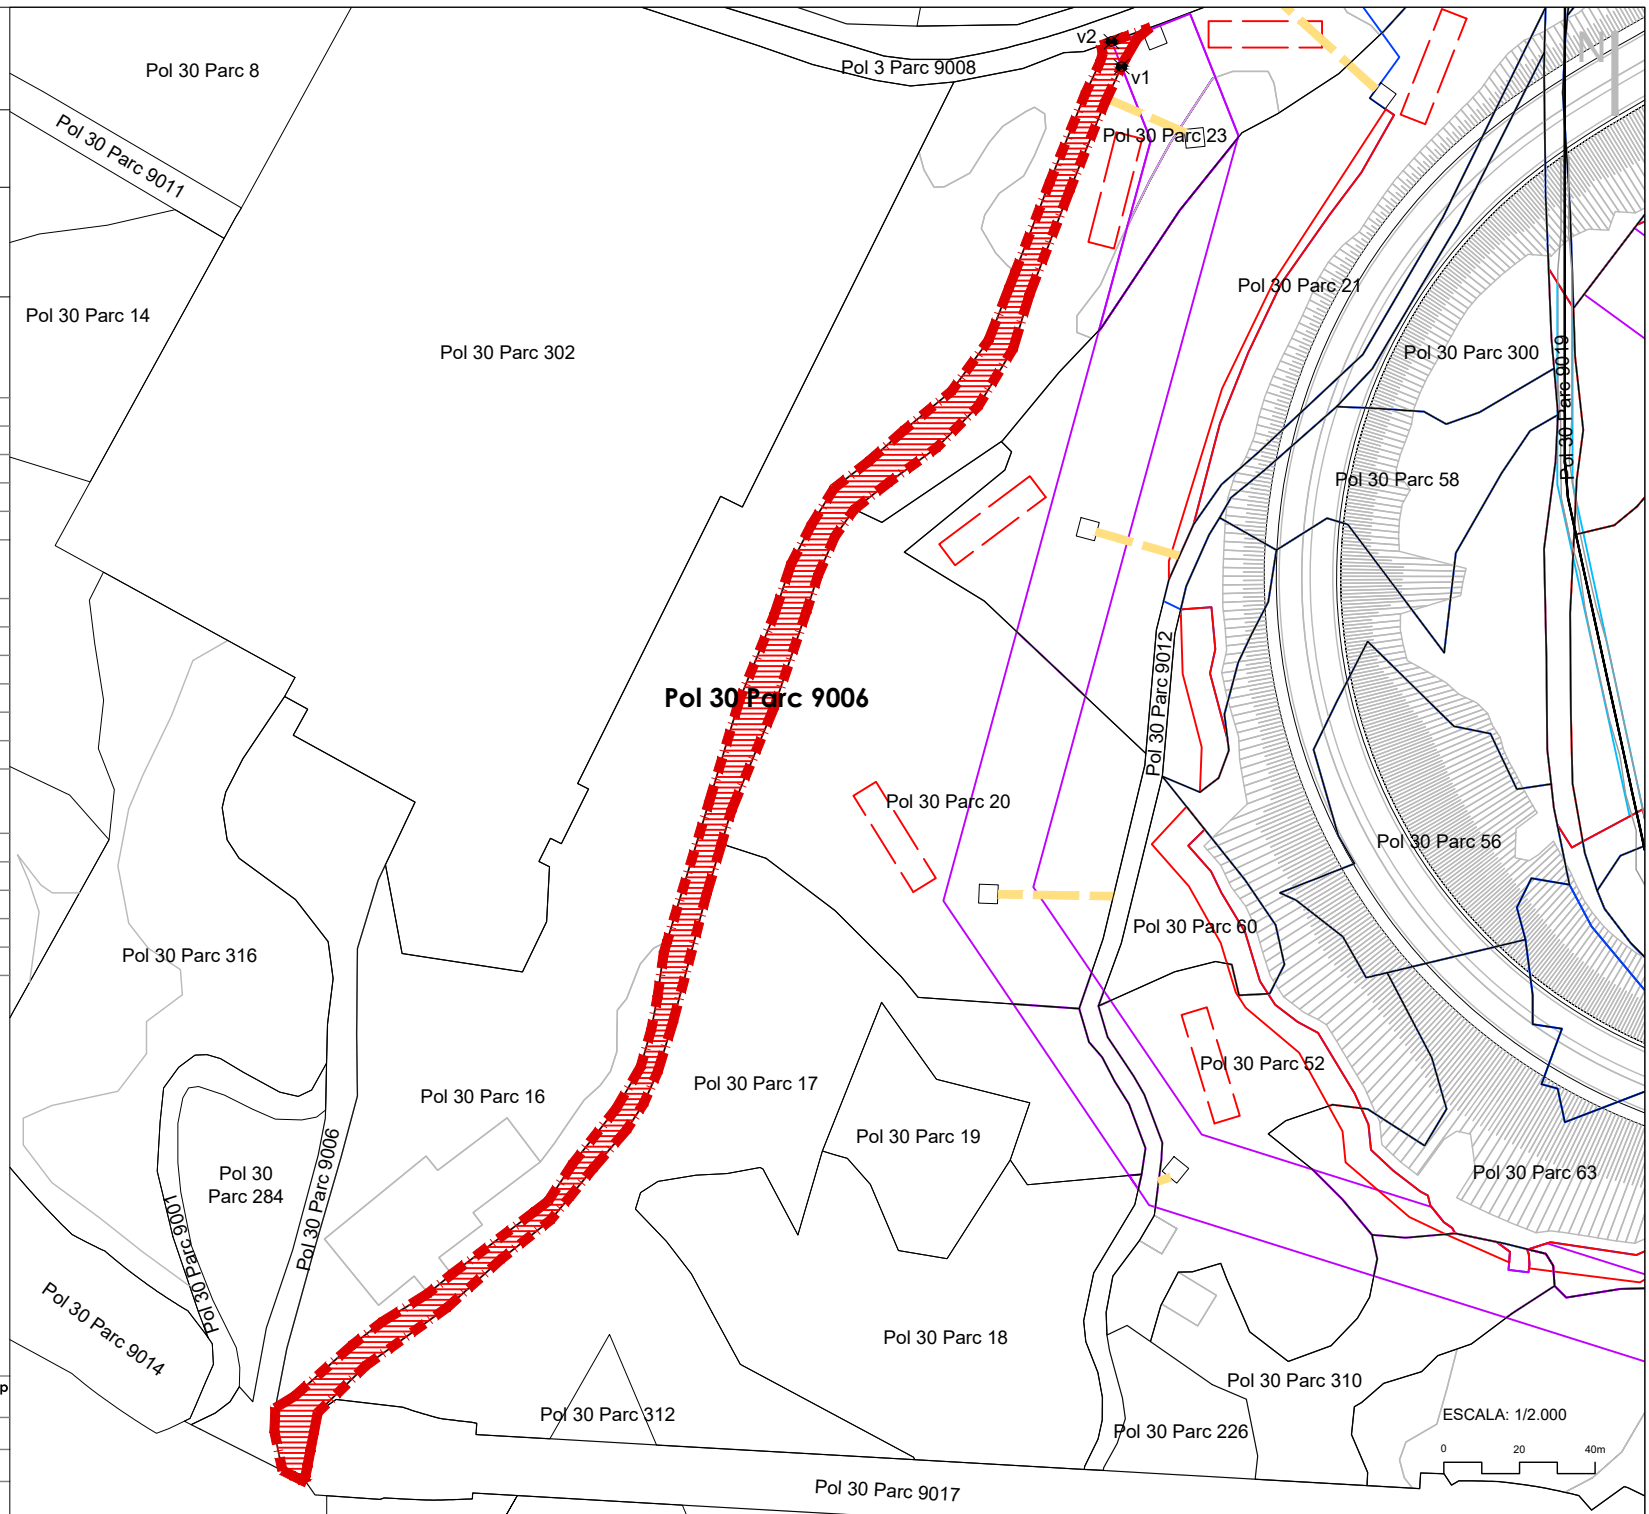 v2
N
Pol 3 Parc 9008
Pol 30 Parc 8
v1
Pol 30 Parc 23
Pol 30 Parc 9011
Pol 30 Parc 21
Pol 30 Parc 14
Pol 30 Parc 302
Pol 30 Parc 300
Pol 30 Parc 9019
Pol 30 Parc 58
Pol 30 Parc 9006
Pol 30 Parc 9012
Pol 30 Parc 20
Pol 30 Parc 56
Pol 30 Parc 60
Pol 30 Parc 316
Pol 30 Parc 52
Pol 30 Parc 17
Pol 30 Parc 16
Pol 30 Parc 19
Pol 30
Parc 284
Pol 30 Parc 9006
Pol 30 Parc 63
Pol 30 Parc 9001
Pol 30 Parc 9014
Pol 30 Parc 18
Pol 30 Parc 310
p
Pol 30 Parc 312
ESCALA: 1/2.000
Pol 30 Parc 226
0 20 40m
Pol 30 Parc 9017